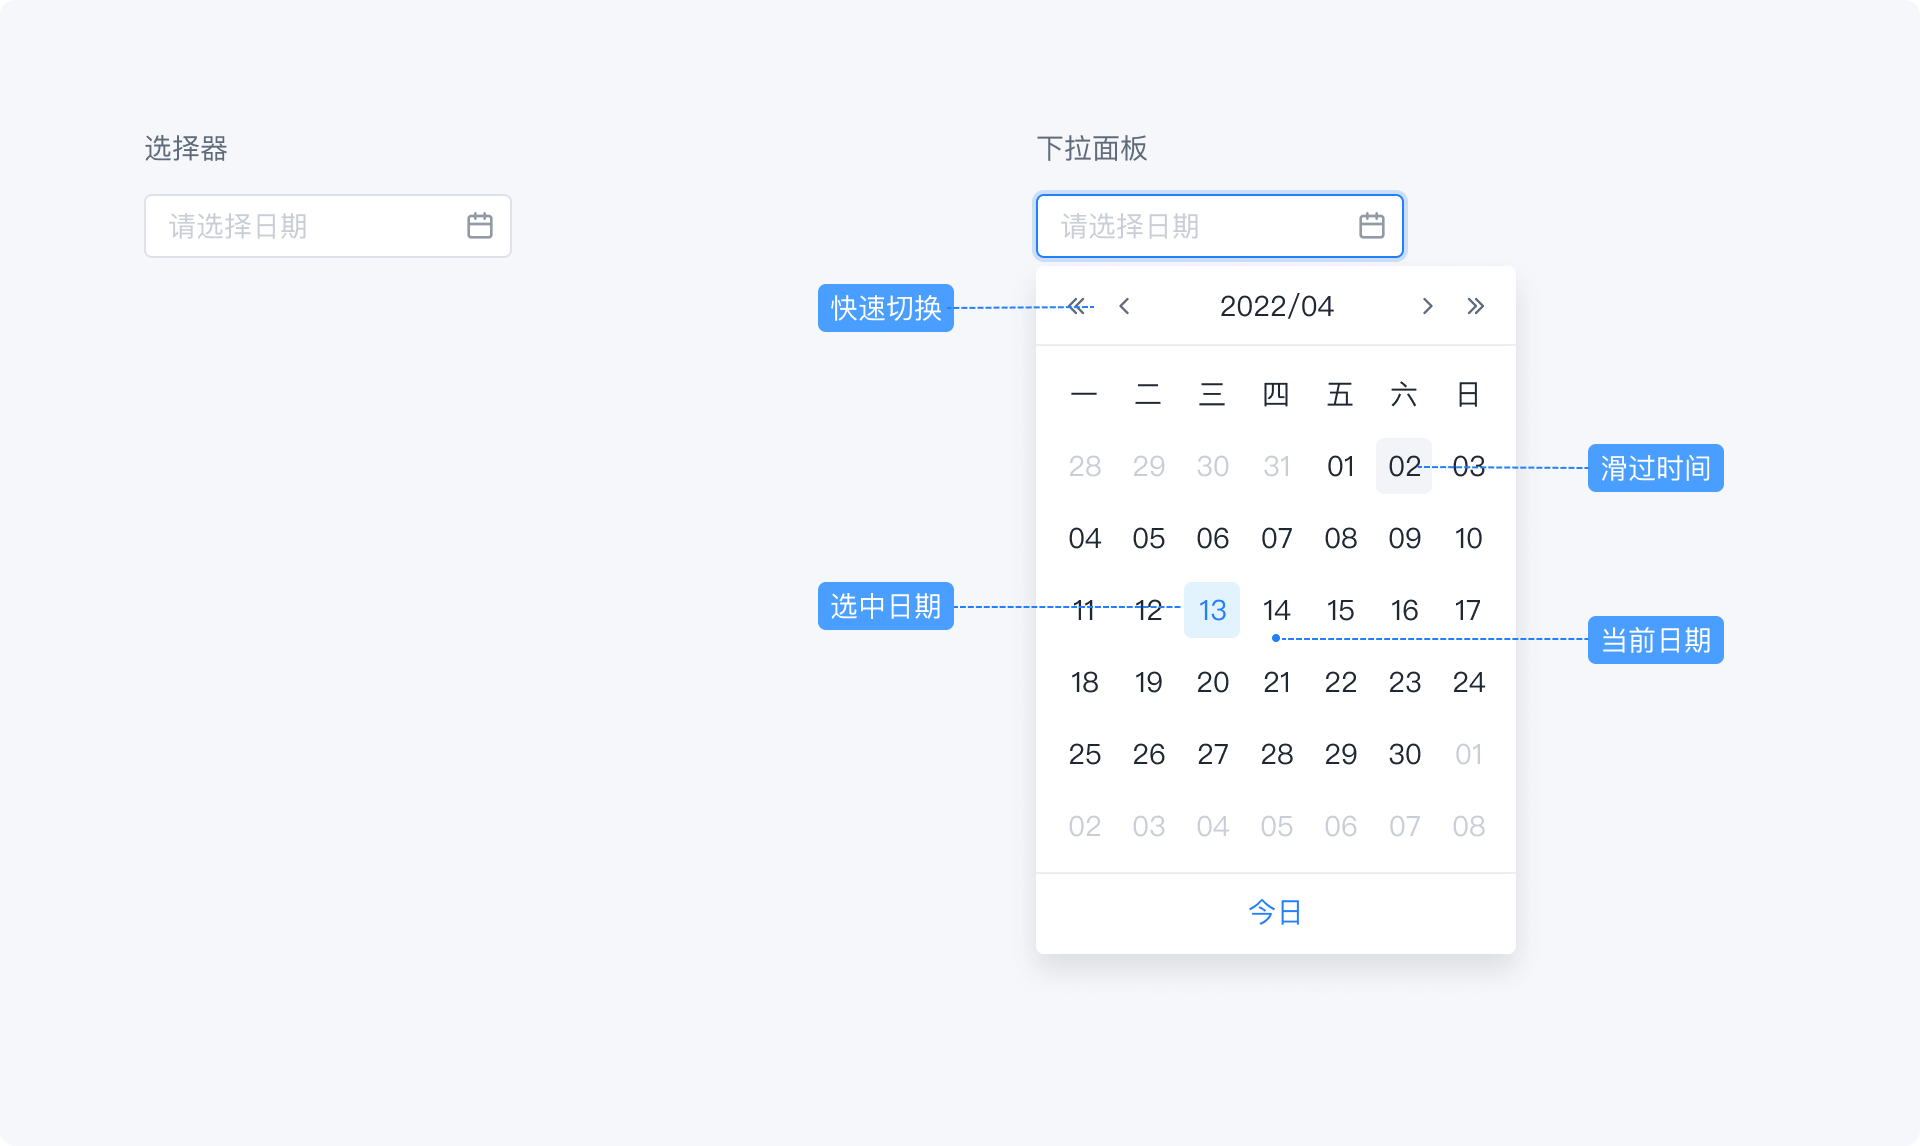 选择器
请选择日期
下拉面板
请选择日期
快速切换
2022/04
一 二 三 四 五 六 日
28 29 30 31 01 02 03
滑过时间
04 05 06 07 08 09 10
选中日期
11 12 13 14 15 16 17
当前日期
18 19 20 21 22 23 24
25 26 27 28 29 30 01
02 03 04 05 06 07 08
今日